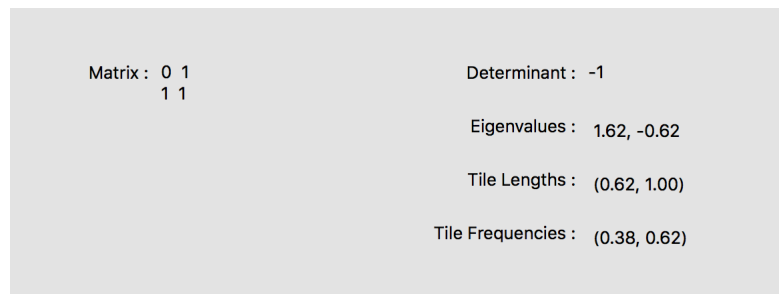 Matrix : 0 1
1 1
Determinant : -1
Eigenvalues : 1.62, -0.62
Tile Lengths : (0.62, 1.00)
Tile Frequencies : (0.38, 0.62)